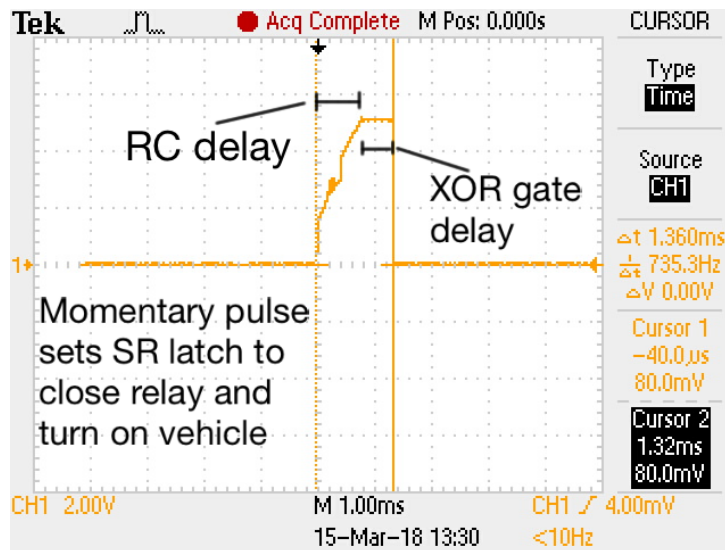 Tek
Acq Complete
M Pos: 0.000s
CURSOR
Type
Time
Source
CH1
Δt 1.360ms
1/Δt 735.3Hz
ΔV 0.00V
Cursor 1
-40.0µs
80.0mV
Cursor 2
1.32ms
80.0mV
RC delay
XOR gate
delay
1
Momentary pulse
sets SR latch to
close relay and
turn on vehicle
CH1 2.00V
M 1.00ms
CH1 4.00mV
15-Mar-18 13:30
<10Hz